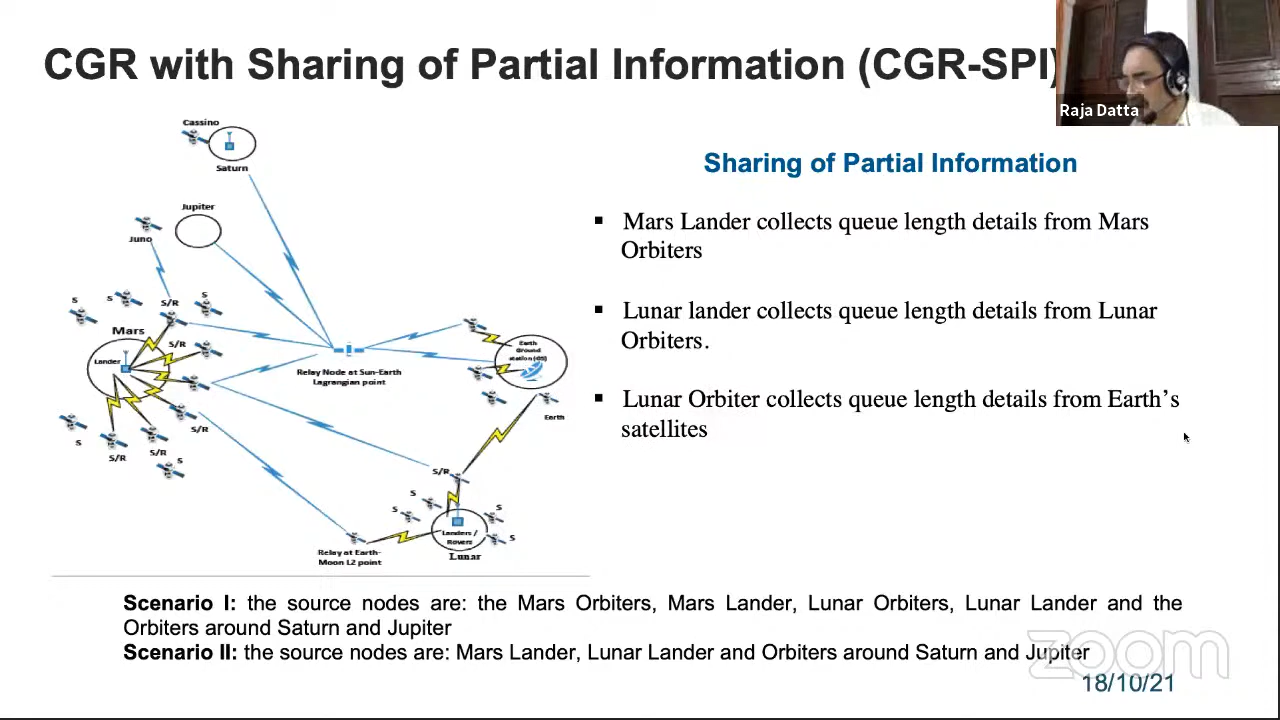 CGR with Sharing of Partial Information (CGR-SPI)
Raja Datta
Sharing of Partial Information
Mars Lander collects queue length details from Mars
Orbiters
Lunar lander collects queue length details from Lunar
Orbiters.
Lunar Orbiter collects queue length details from Earth’s
satellites
Cassino
Saturn
Jupiter
Juno
S
S
S/R
S
Mars
S/R
Lander
Relay Node at Sun-Earth
Lagrangian point
Earth
Ground
station (GS)
Earth
S/R
S
S/R
S/R
S
S/R
S
S
S
S
Landers /
Rovers
Lunar
Relay at Earth-
Moon L2 point
Scenario I: the source nodes are: the Mars Orbiters, Mars Lander, Lunar Orbiters, Lunar Lander and the
Orbiters around Saturn and Jupiter
Scenario II: the source nodes are: Mars Lander, Lunar Lander and Orbiters around Saturn and Jupiter
zoom
18/10/21